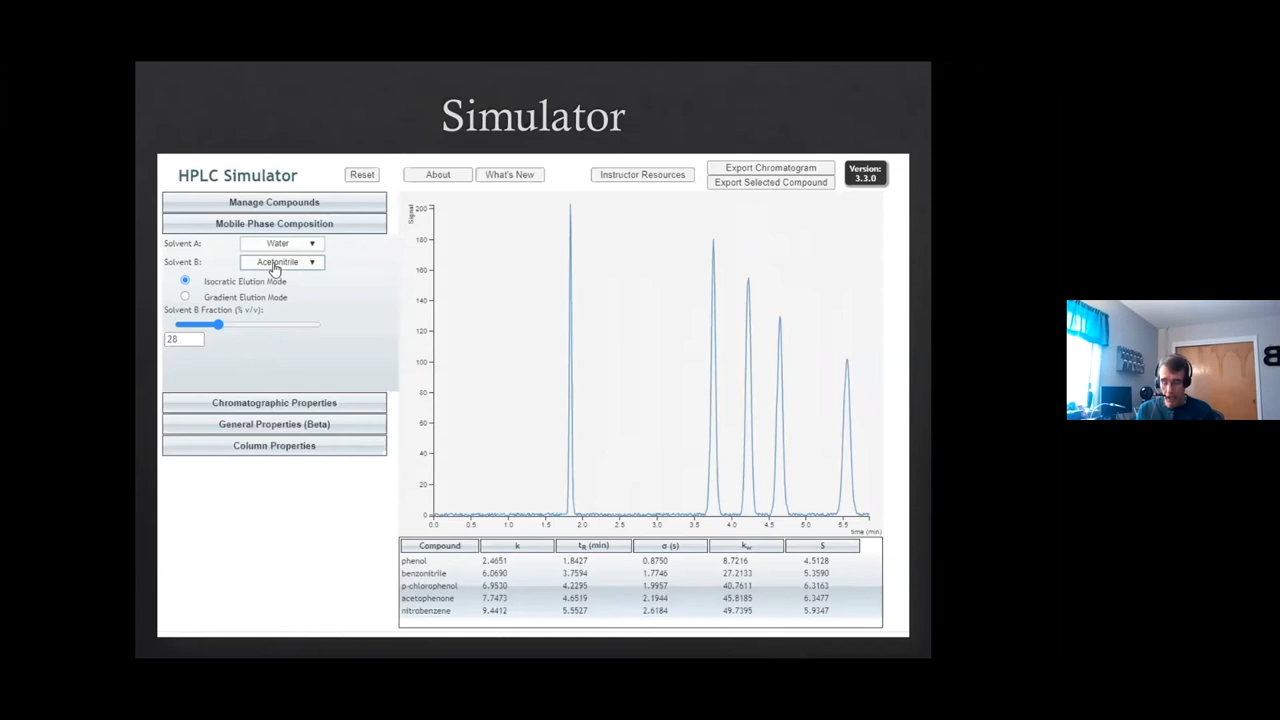 Simulator
HPLC Simulator
Reset
About
What's New
Instructor Resources
Export Chromatogram
Export Selected Compound
Version:
3.3.0
Manage Compounds
Mobile Phase Composition
Solvent A: Water ▼
Solvent B: Acetonitrile ▼
Isocratic Elution Mode
Gradient Elution Mode
Solvent B Fraction (% v/v):
28
Chromatographic Properties
General Properties (Beta)
Column Properties
Signal
200
180
160
140
120
100
80
60
40
20
0
0.0 0.5 1.0 1.5 2.0 2.5 3.0 3.5 4.0 4.5 5.0 5.5
time (min)
Compound k tR (min) σ (s) kw S
phenol 2.4651 1.8427 0.8750 8.7216 4.5128
benzonitrile 6.0690 3.7594 1.7746 27.2133 5.3590
p-chlorophenol 6.9530 4.2295 1.9957 40.7611 6.3163
acetophenone 7.7473 4.6519 2.1944 45.8185 6.3477
nitrobenzene 9.4412 5.5527 2.6184 49.7395 5.9347